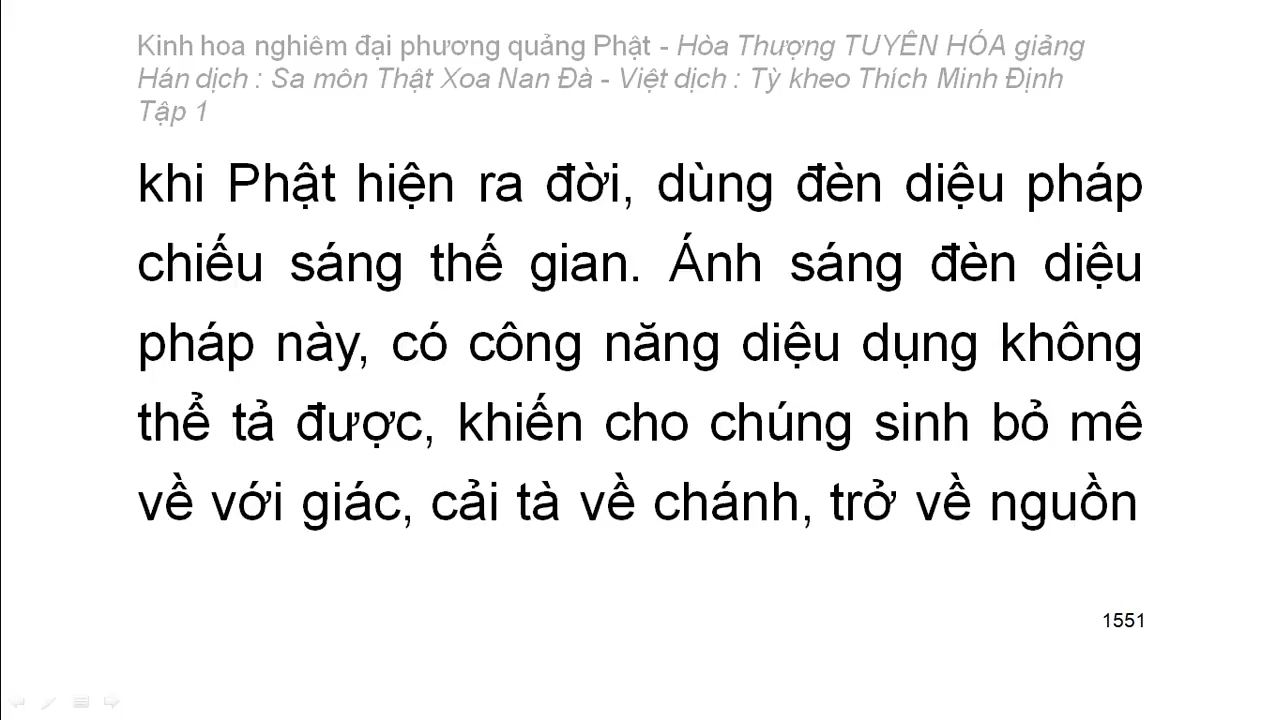 Kinh hoa nghiêm đại phương quảng Phật - Hòa Thượng TUYÊN HÓA giảng
Hán dịch : Sa môn Thật Xoa Nan Đà - Việt dịch : Tỳ kheo Thích Minh Định
Tập 1
khi Phật hiện ra đời, dùng đèn diệu pháp
chiếu sáng thế gian. Ánh sáng đèn diệu
pháp này, có công năng diệu dụng không
thể tả được, khiến cho chúng sinh bỏ mê
về với giác, cải tà về chánh, trở về nguồn
1551